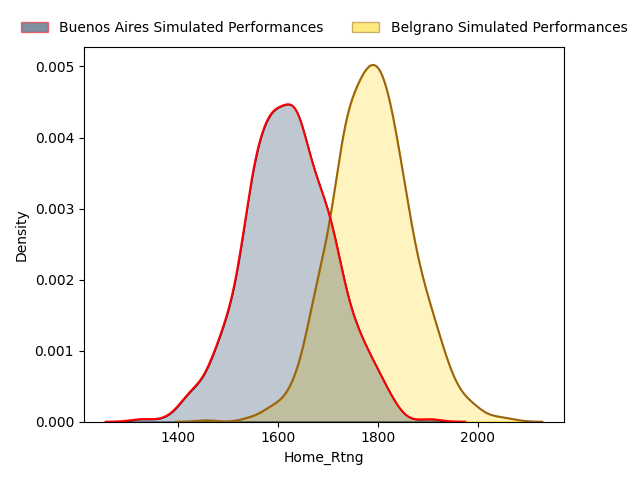 Buenos Aires Simulated Performances Belgrano Simulated Performances
0.005
0.004
0.003
0.002
0.001
0.000
Density
1400 1600 1800 2000
Home_Rtng